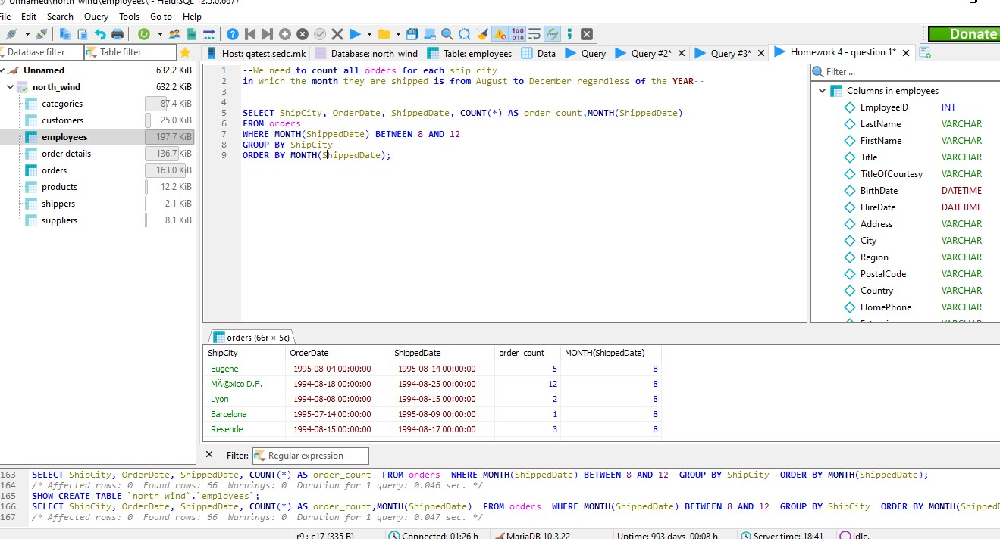 Unnamed\north_wind\employees\ - HeidiSQL 12.5.0.6677
File Edit Search Query Tools Go to Help
Donate
Database filter Table filter
Host: qatest.sedc.mk Database: north_wind Table: employees Data Query Query #2* Query #3* Homework 4 - question 1*
Unnamed 632.2 KiB
north_wind 632.2 KiB
categories 87.4 KiB
customers 25.0 KiB
employees 197.7 KiB
order details 136.7 KiB
orders 163.0 KiB
products 12.2 KiB
shippers 2.1 KiB
suppliers 8.1 KiB
1 --We need to count all orders for each ship city
2 in which the month they are shipped is from August to December regardless of the YEAR--
3
4
5 SELECT ShipCity, OrderDate, ShippedDate, COUNT(*) AS order_count,MONTH(ShippedDate)
6 FROM orders
7 WHERE MONTH(ShippedDate) BETWEEN 8 AND 12
8 GROUP BY ShipCity
9 ORDER BY MONTH(ShippedDate);
Filter ...
Columns in employees
EmployeeID INT
LastName VARCHAR
FirstName VARCHAR
Title VARCHAR
TitleOfCourtesy VARCHAR
BirthDate DATETIME
HireDate DATETIME
Address VARCHAR
City VARCHAR
Region VARCHAR
PostalCode VARCHAR
Country VARCHAR
HomePhone VARCHAR
orders (66r × 5c)
ShipCity OrderDate ShippedDate order_count MONTH(ShippedDate)
Eugene 1995-08-04 00:00:00 1995-08-14 00:00:00 5 8
MÃ©xico D.F. 1994-08-18 00:00:00 1994-08-25 00:00:00 12 8
Lyon 1994-08-08 00:00:00 1994-08-15 00:00:00 2 8
Barcelona 1995-07-14 00:00:00 1995-08-09 00:00:00 1 8
Resende 1994-08-15 00:00:00 1994-08-17 00:00:00 3 8
Filter: Regular expression
163 SELECT ShipCity, OrderDate, ShippedDate, COUNT(*) AS order_count FROM orders WHERE MONTH(ShippedDate) BETWEEN 8 AND 12 GROUP BY ShipCity ORDER BY MONTH(ShippedDate);
164 /* Affected rows: 0 Found rows: 66 Warnings: 0 Duration for 1 query: 0.046 sec. */
165 SHOW CREATE TABLE `north_wind`.`employees`;
166 SELECT ShipCity, OrderDate, ShippedDate, COUNT(*) AS order_count,MONTH(ShippedDate) FROM orders WHERE MONTH(ShippedDate) BETWEEN 8 AND 12 GROUP BY ShipCity ORDER BY MONTH(ShippedD
167 /* Affected rows: 0 Found rows: 66 Warnings: 0 Duration for 1 query: 0.047 sec. */
r9 : c17 (335 B) Connected: 01:26 h MariaDB 10.3.22 Uptime: 993 days, 00:08 h Server time: 18:41 Idle.